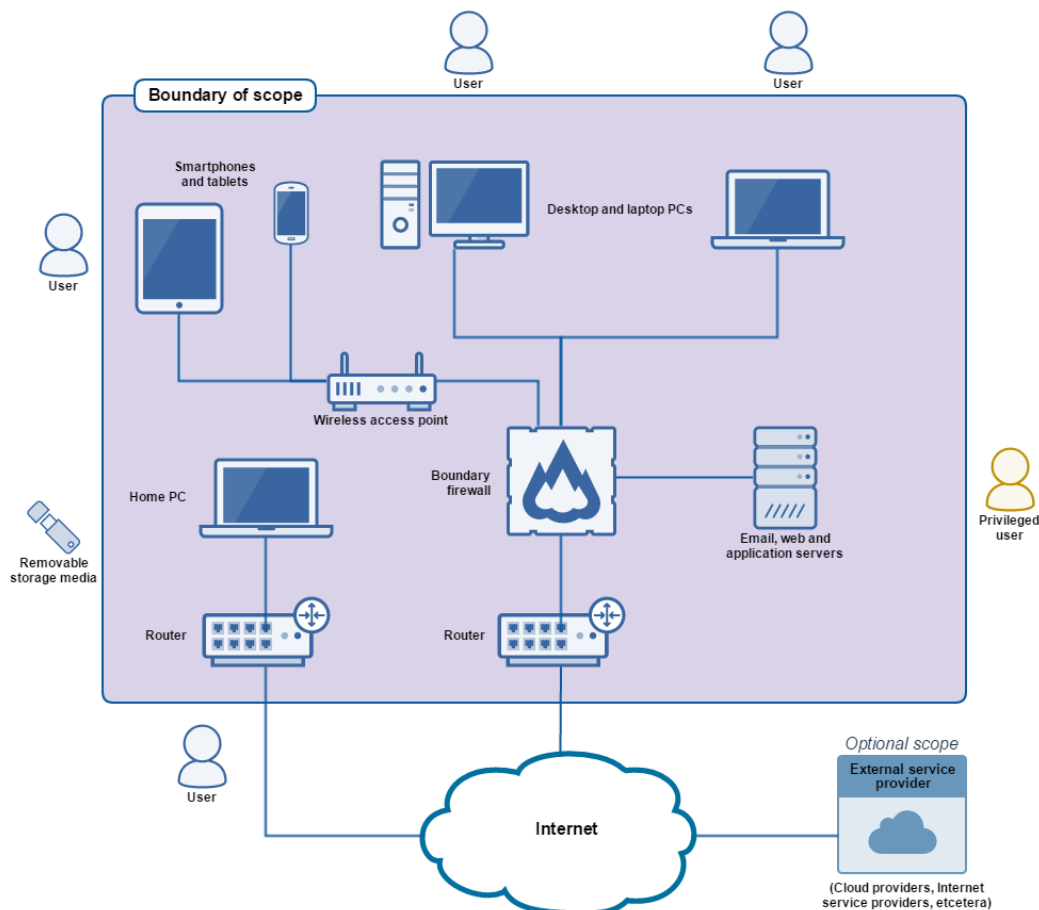 User
User
Boundary of scope
Smartphones
and tablets
Desktop and laptop PCs
User
Wireless access point
Boundary
firewall
Home PC
Privileged
user
Email, web and
application servers
Removable
storage media
Router
Router
User
Optional scope
External service
provider
Internet
(Cloud providers, Internet
service providers, etcetera)